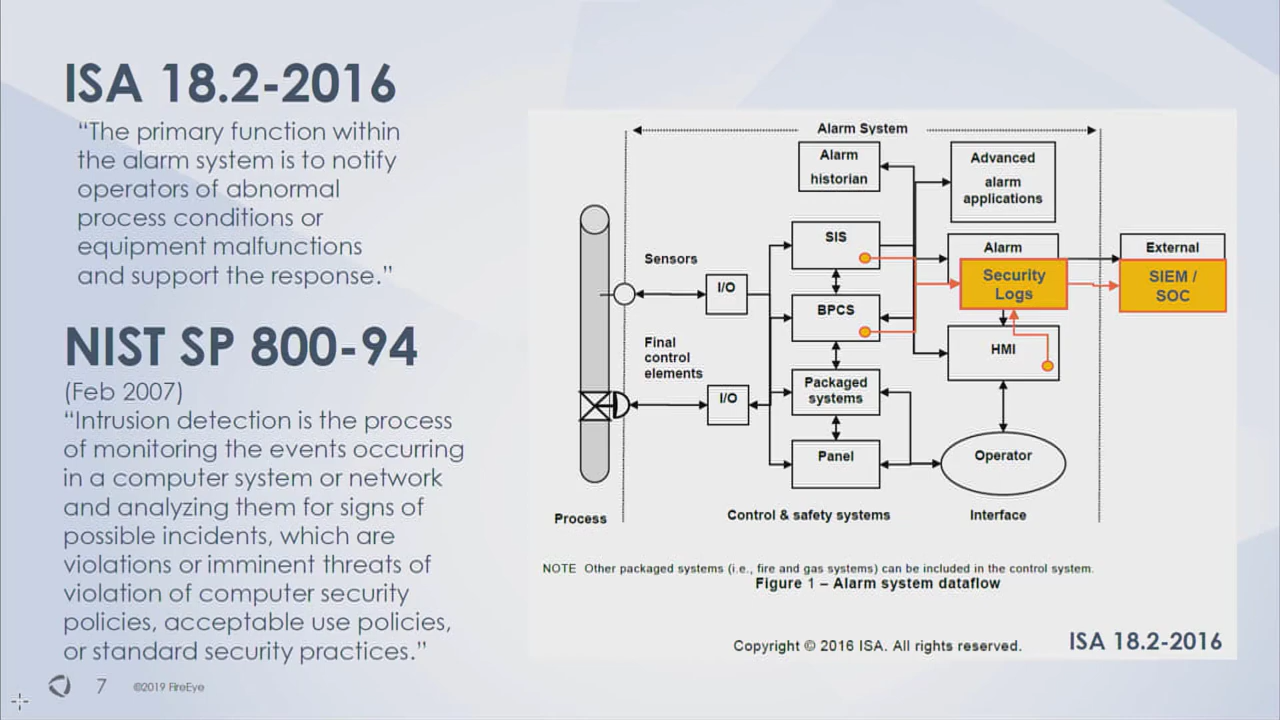 ISA 18.2-2016
“The primary function within
the alarm system is to notify
operators of abnormal
process conditions or
equipment malfunctions
and support the response.”
NIST SP 800-94
(Feb 2007)
“Intrusion detection is the process
of monitoring the events occurring
in a computer system or network
and analyzing them for signs of
possible incidents, which are
violations or imminent threats of
violation of computer security
policies, acceptable use policies,
or standard security practices.”
7
©2019 FireEye
Alarm System
Alarm
historian
Advanced
alarm
applications
SIS
Alarm
External
Sensors
I/O
Security
Logs
SIEM /
SOC
BPCS
Final
control
elements
HMI
I/O
Packaged
systems
Panel
Operator
Process
Control & safety systems
Interface
NOTE Other packaged systems (i.e., fire and gas systems) can be included in the control system.
Figure 1 – Alarm system dataflow
Copyright © 2016 ISA. All rights reserved.
ISA 18.2-2016